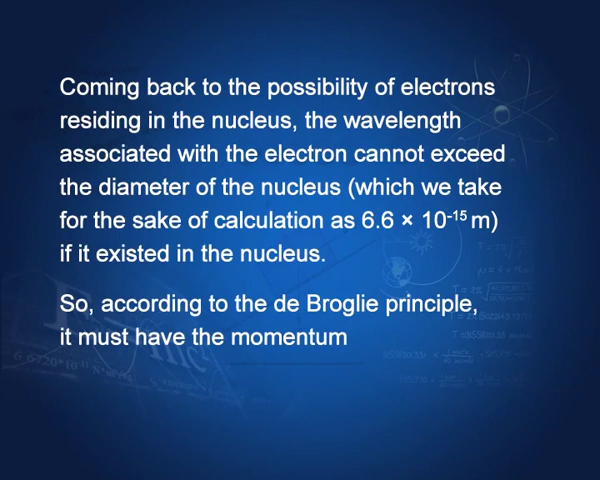 Coming back to the possibility of electrons
residing in the nucleus, the wavelength
associated with the electron cannot exceed
the diameter of the nucleus (which we take
for the sake of calculation as 6.6 × 10⁻¹⁵ m)
if it existed in the nucleus.
So, according to the de Broglie principle,
it must have the momentum